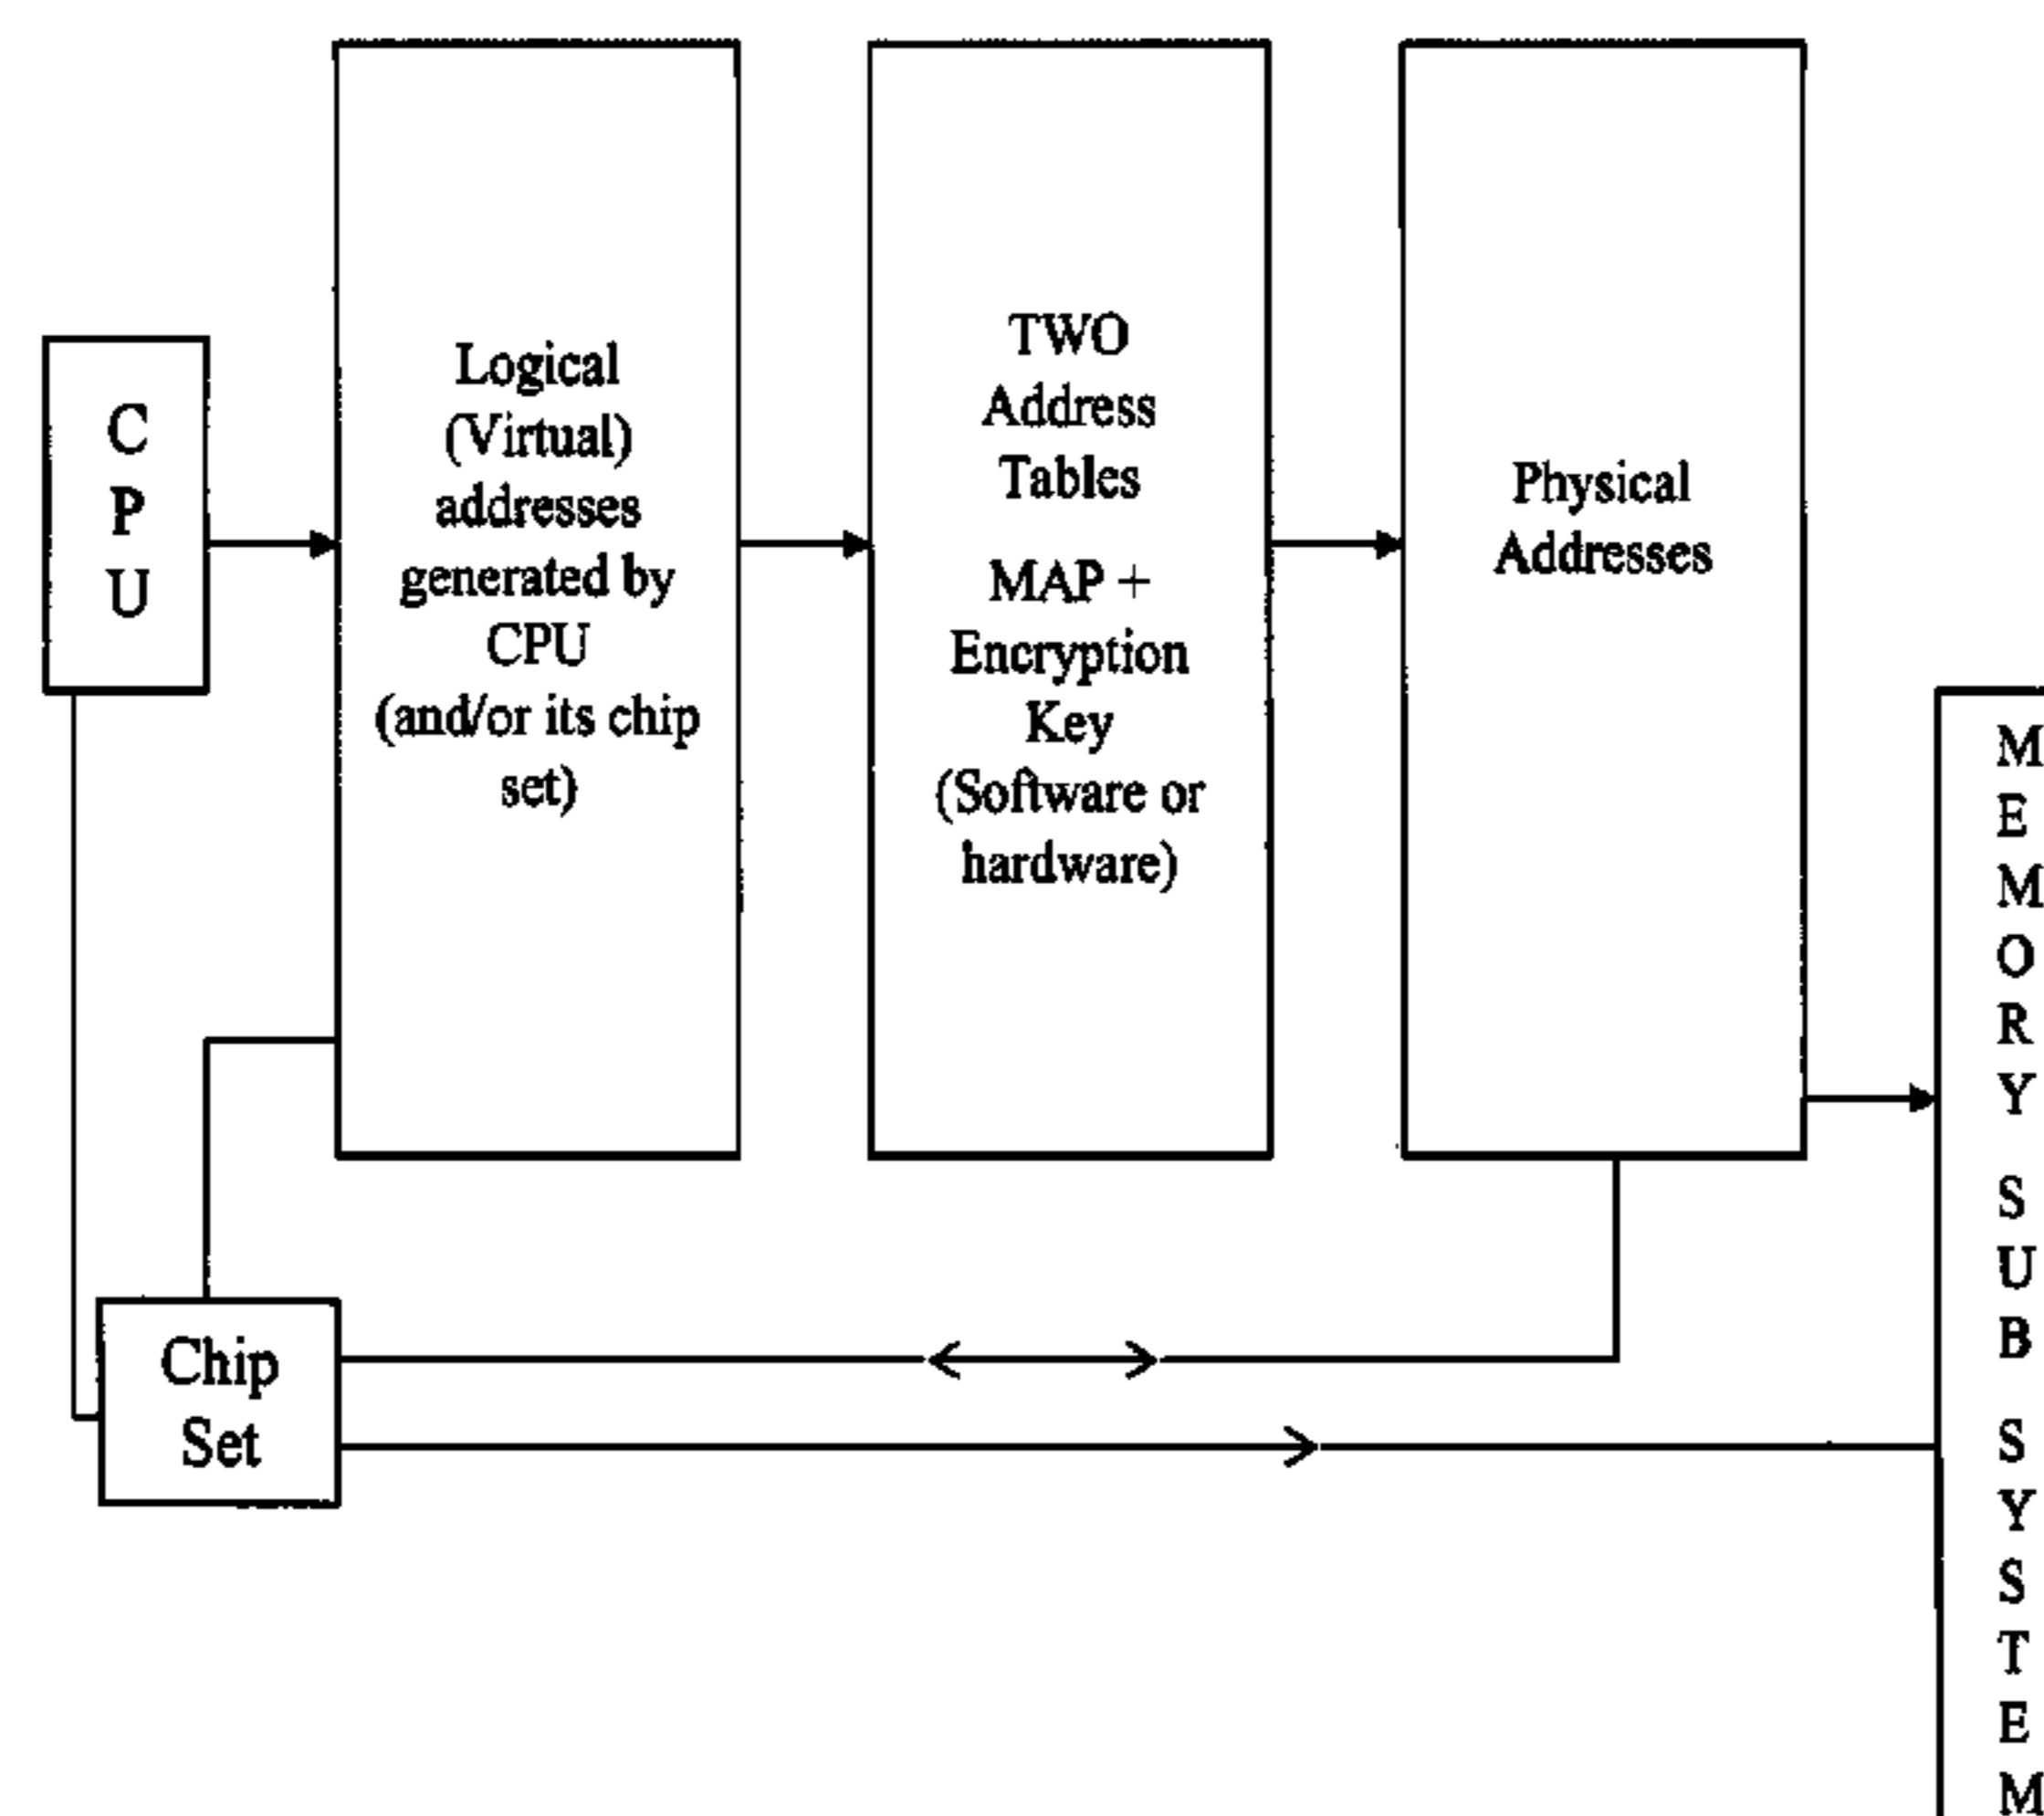 C
P
U
Logical
(Virtual)
addresses
generated by
CPU
(and/or its chip
set)
TWO
Address
Tables
MAP +
Encryption
Key
(Software or
hardware)
Physical
Addresses
M
E
M
O
R
Y
S
U
B
S
Y
S
T
E
M
Chip
Set